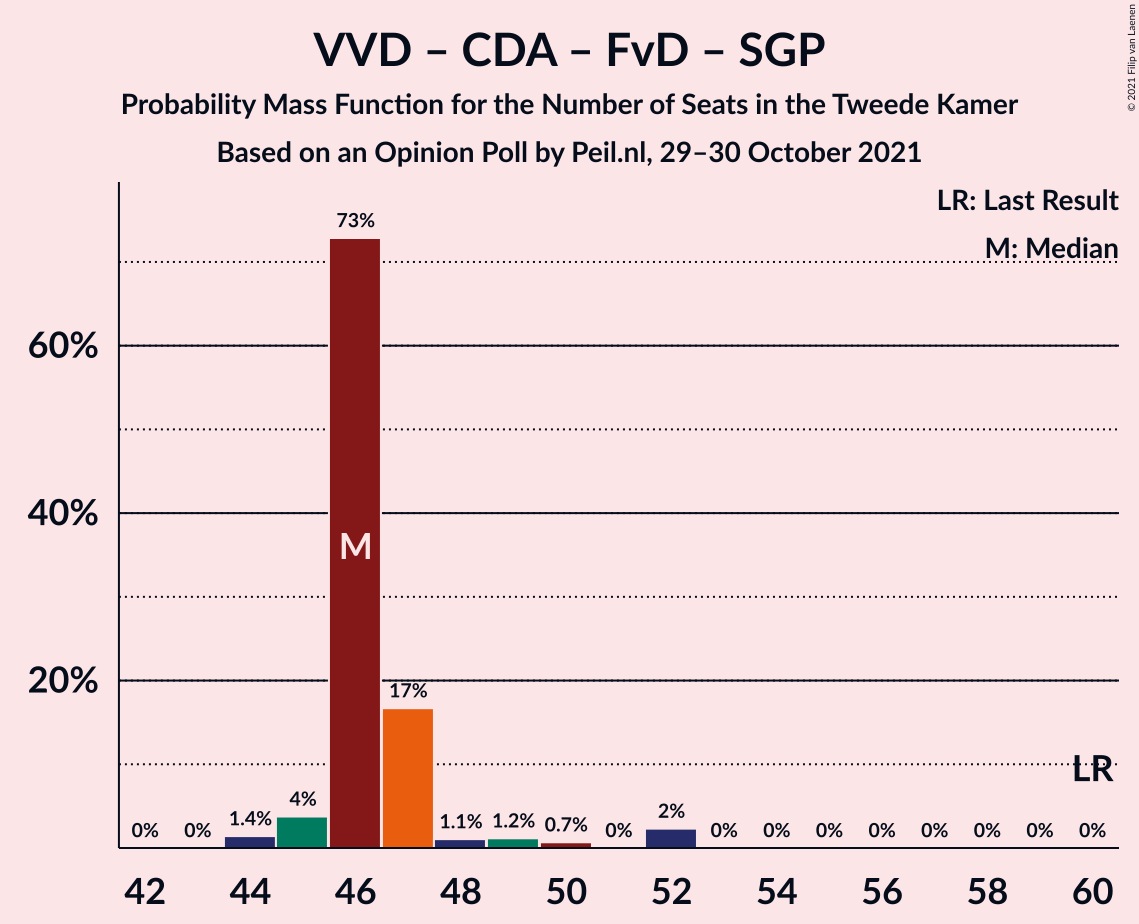 VVD – CDA – FvD – SGP
Probability Mass Function for the Number of Seats in the Tweede Kamer
Based on an Opinion Poll by Peil.nl, 29–30 October 2021
© 2021 Filip van Laenen
LR: Last Result
M: Median
60%
40%
20%
73%
M
17%
LR
0% 0% 1.4% 4% 1.1% 1.2% 0.7% 0% 2% 0% 0% 0% 0% 0% 0% 0% 0%
42 44 46 48 50 52 54 56 58 60